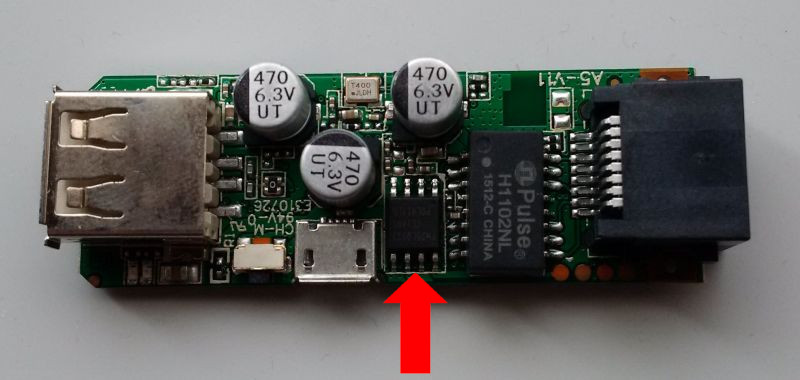 470
6.3V
UT
T400
JLDH
470
6.3V
UT
A5-V11
470
6.3V
UT
E310726
94V-0
CH-M
Pulse
H1102NL
1512-C CHINA